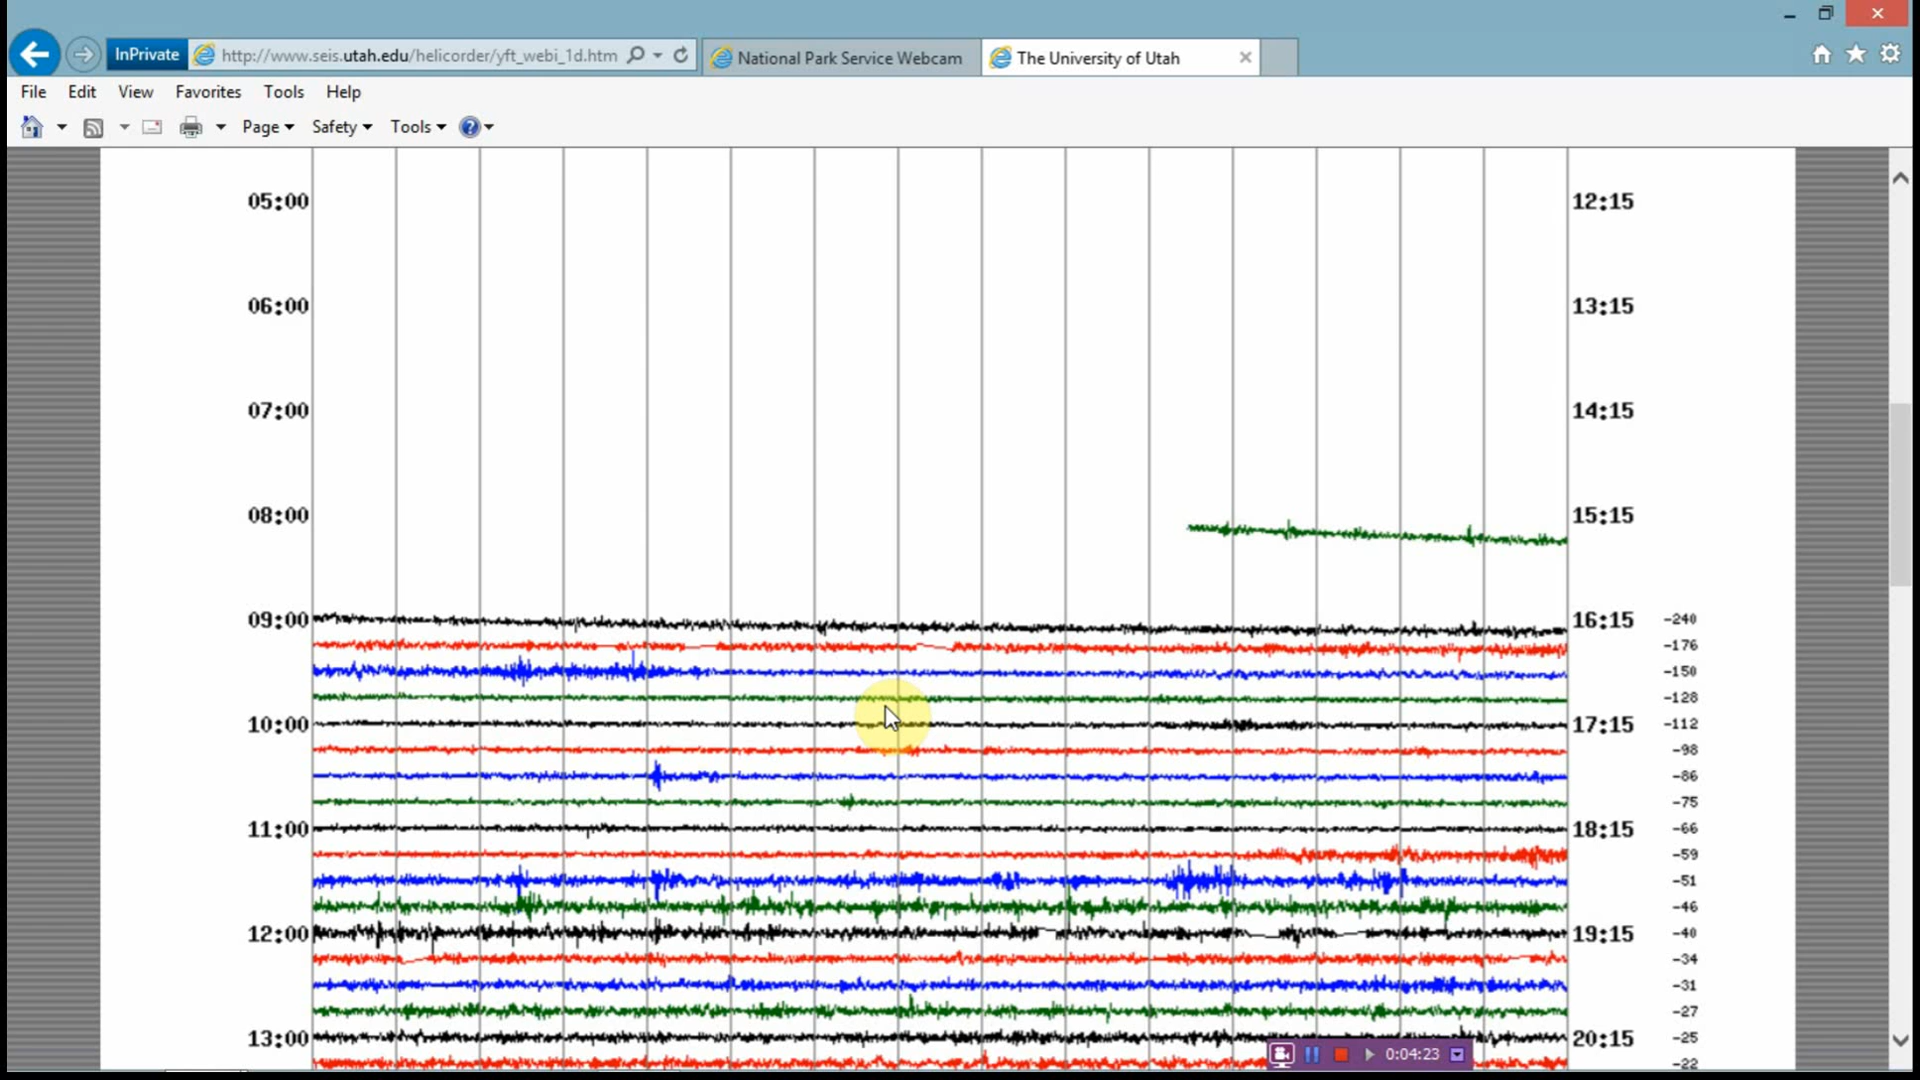 InPrivate http://www.seis.utah.edu/helicorder/yft_webi_1d.htm National Park Service Webcam The University of Utah
File Edit View Favorites Tools Help
Page Safety Tools
05:00 12:15
06:00 13:15
07:00 14:15
08:00 15:15
09:00 16:15 -240
-176
-150
-128
10:00 17:15 -112
-98
-86
-75
11:00 18:15 -66
-59
-51
-46
12:00 19:15 -40
-34
-31
-27
13:00 20:15 -25
0:04:23 -22